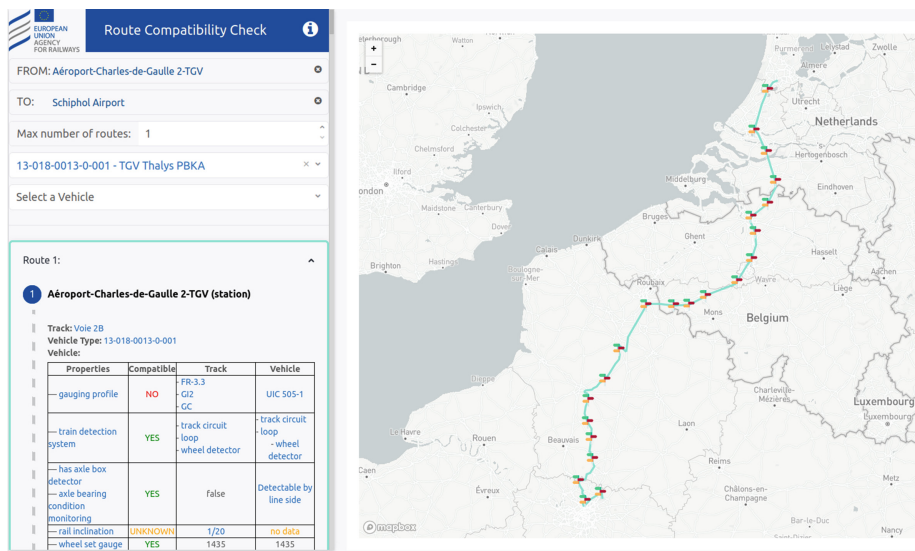 EUROPEAN
UNION
AGENCY
FOR RAILWAYS
Route Compatibility Check
i
FROM: Aéroport-Charles-de-Gaulle 2-TGV
TO: Schiphol Airport
Max number of routes: 1
13-018-0013-0-001 - TGV Thalys PBKA
Select a Vehicle
Route 1:
1 Aéroport-Charles-de-Gaulle 2-TGV (station)
Track: Voie 2B
Vehicle Type: 13-018-0013-0-001
Vehicle:
Properties Compatible Track Vehicle
— gauging profile NO - FR-3.3 UIC 505-1
- GI2
- GC
— train detection system YES - track circuit - track circuit
- loop - loop
- wheel detector - wheel detector
— has axle box detector
— axle bearing condition monitoring YES false Detectable by line side
— rail inclination UNKNOWN 1/20 no data
— wheel set gauge YES 1435 1435
+
−
Watton
Purmerend
Lelystad
Zwolle
Almere
Cambridge
Utrecht
Ipswich
Netherlands
Colchester
Chelmsford
's-Hertogenbosch
Ilford
Middelburg
Eindhoven
Maidstone
Canterbury
Bruges
Dover
Ghent
Dunkirk
Calais
Hasselt
Brighton
Hastings
Boulogne-sur-Mer
Aachen
Roubaix
Wavre
Liège
Mons
Belgium
Dieppe
Charleville-Mézières
Luxembourg
Luxembourg
Le Havre
Rouen
Beauvais
Laon
Caen
Reims
Évreux
Metz
Châlons-en-Champagne
Bar-le-Duc
Nancy
mapbox